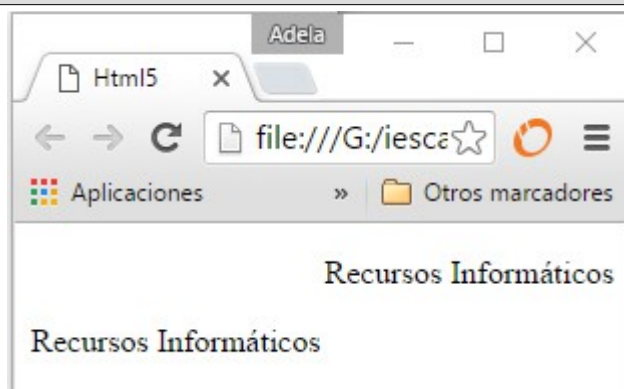 Adela
Html5
file:///G:/iesca
Aplicaciones » Otros marcadores
Recursos Informáticos
Recursos Informáticos